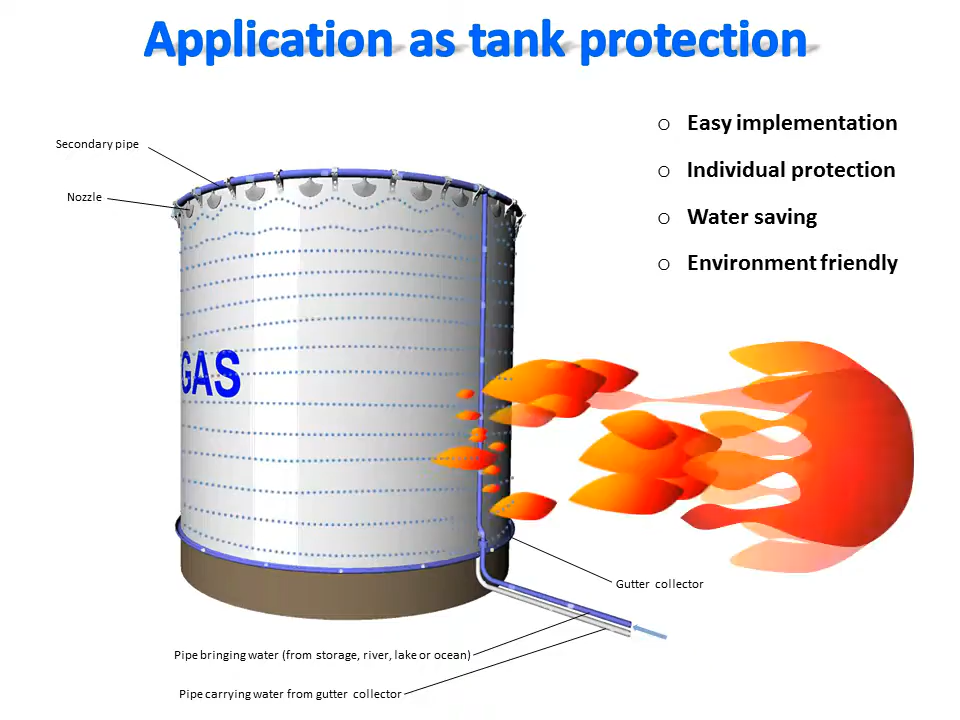 Application as tank protection
o Easy implementation
o Individual protection
o Water saving
o Environment friendly
Secondary pipe
Nozzle
GAS
Gutter collector
Pipe bringing water (from storage, river, lake or ocean)
Pipe carrying water from gutter collector